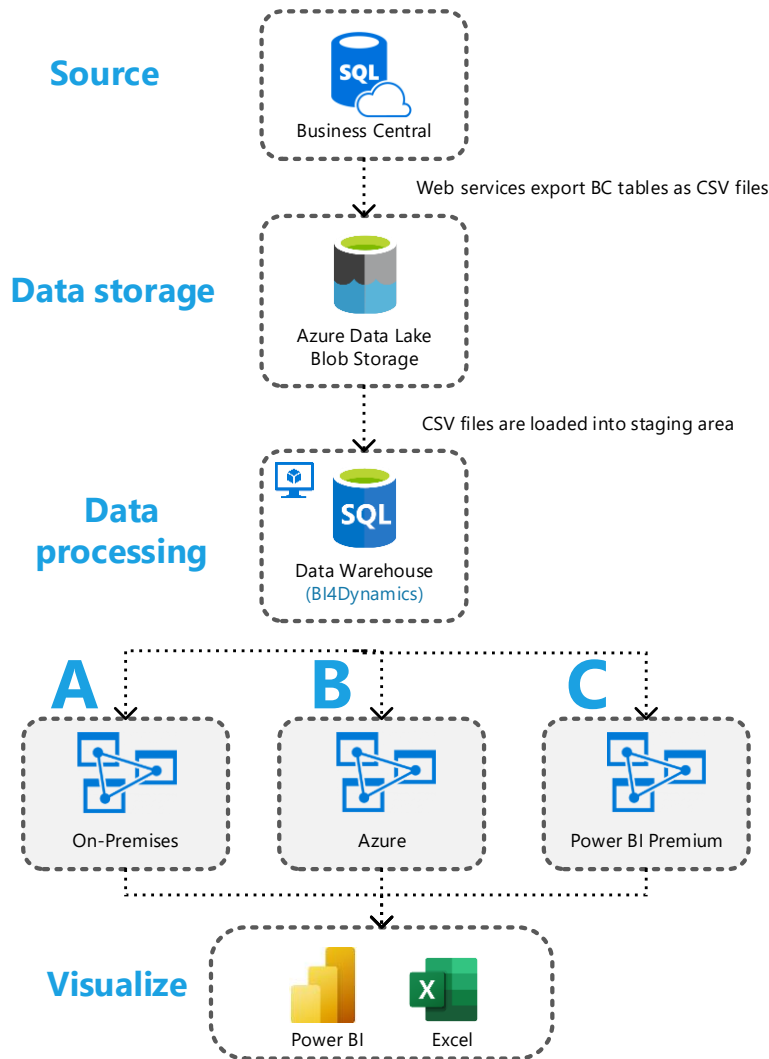 Source
SQL
Business Central
Web services export BC tables as CSV files
Data storage
Azure Data Lake
Blob Storage
CSV files are loaded into staging area
Data
processing
SQL
Data Warehouse
(BI4Dynamics)
A
B
C
On-Premises
Azure
Power BI Premium
Visualize
X
Power BI
Excel